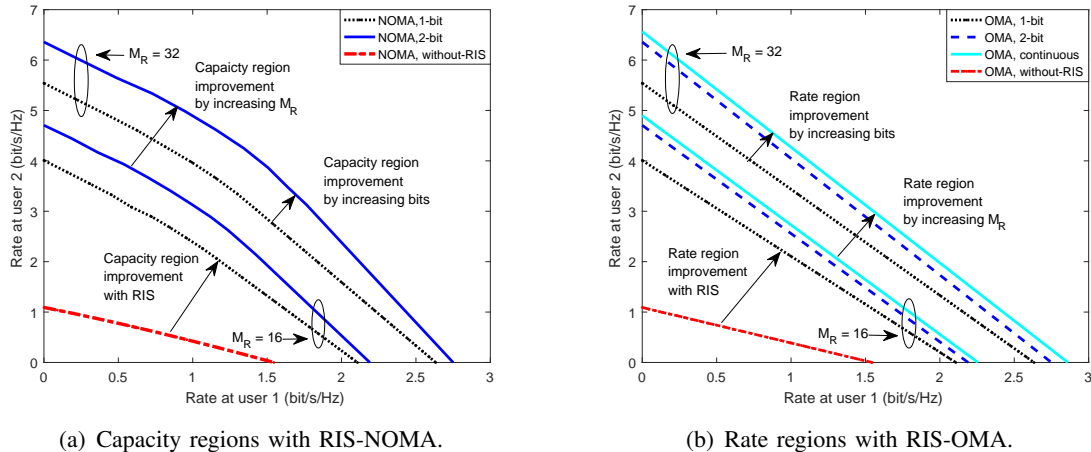 7
6
5
4
3
2
1
0
0
0.5
1
1.5
2
2.5
3
Rate at user 2 (bit/s/Hz)
Rate at user 1 (bit/s/Hz)
NOMA,1-bit
NOMA,2-bit
NOMA, without-RIS
M_R = 32
Capacity region
improvement
by increasing M_R
Capacity region
improvement
by increasing bits
Capacity region
improvement
with RIS
M_R = 16
(a) Capacity regions with RIS-NOMA.
7
6
5
4
3
2
1
0
0
0.5
1
1.5
2
2.5
3
Rate at user 2 (bit/s/Hz)
Rate at user 1 (bit/s/Hz)
OMA, 1-bit
OMA, 2-bit
OMA, continuous
OMA, without-RIS
M_R = 32
Rate region
improvement
by increasing bits
Rate region
improvement
by increasing M_R
Rate region
improvement
with RIS
M_R = 16
(b) Rate regions with RIS-OMA.